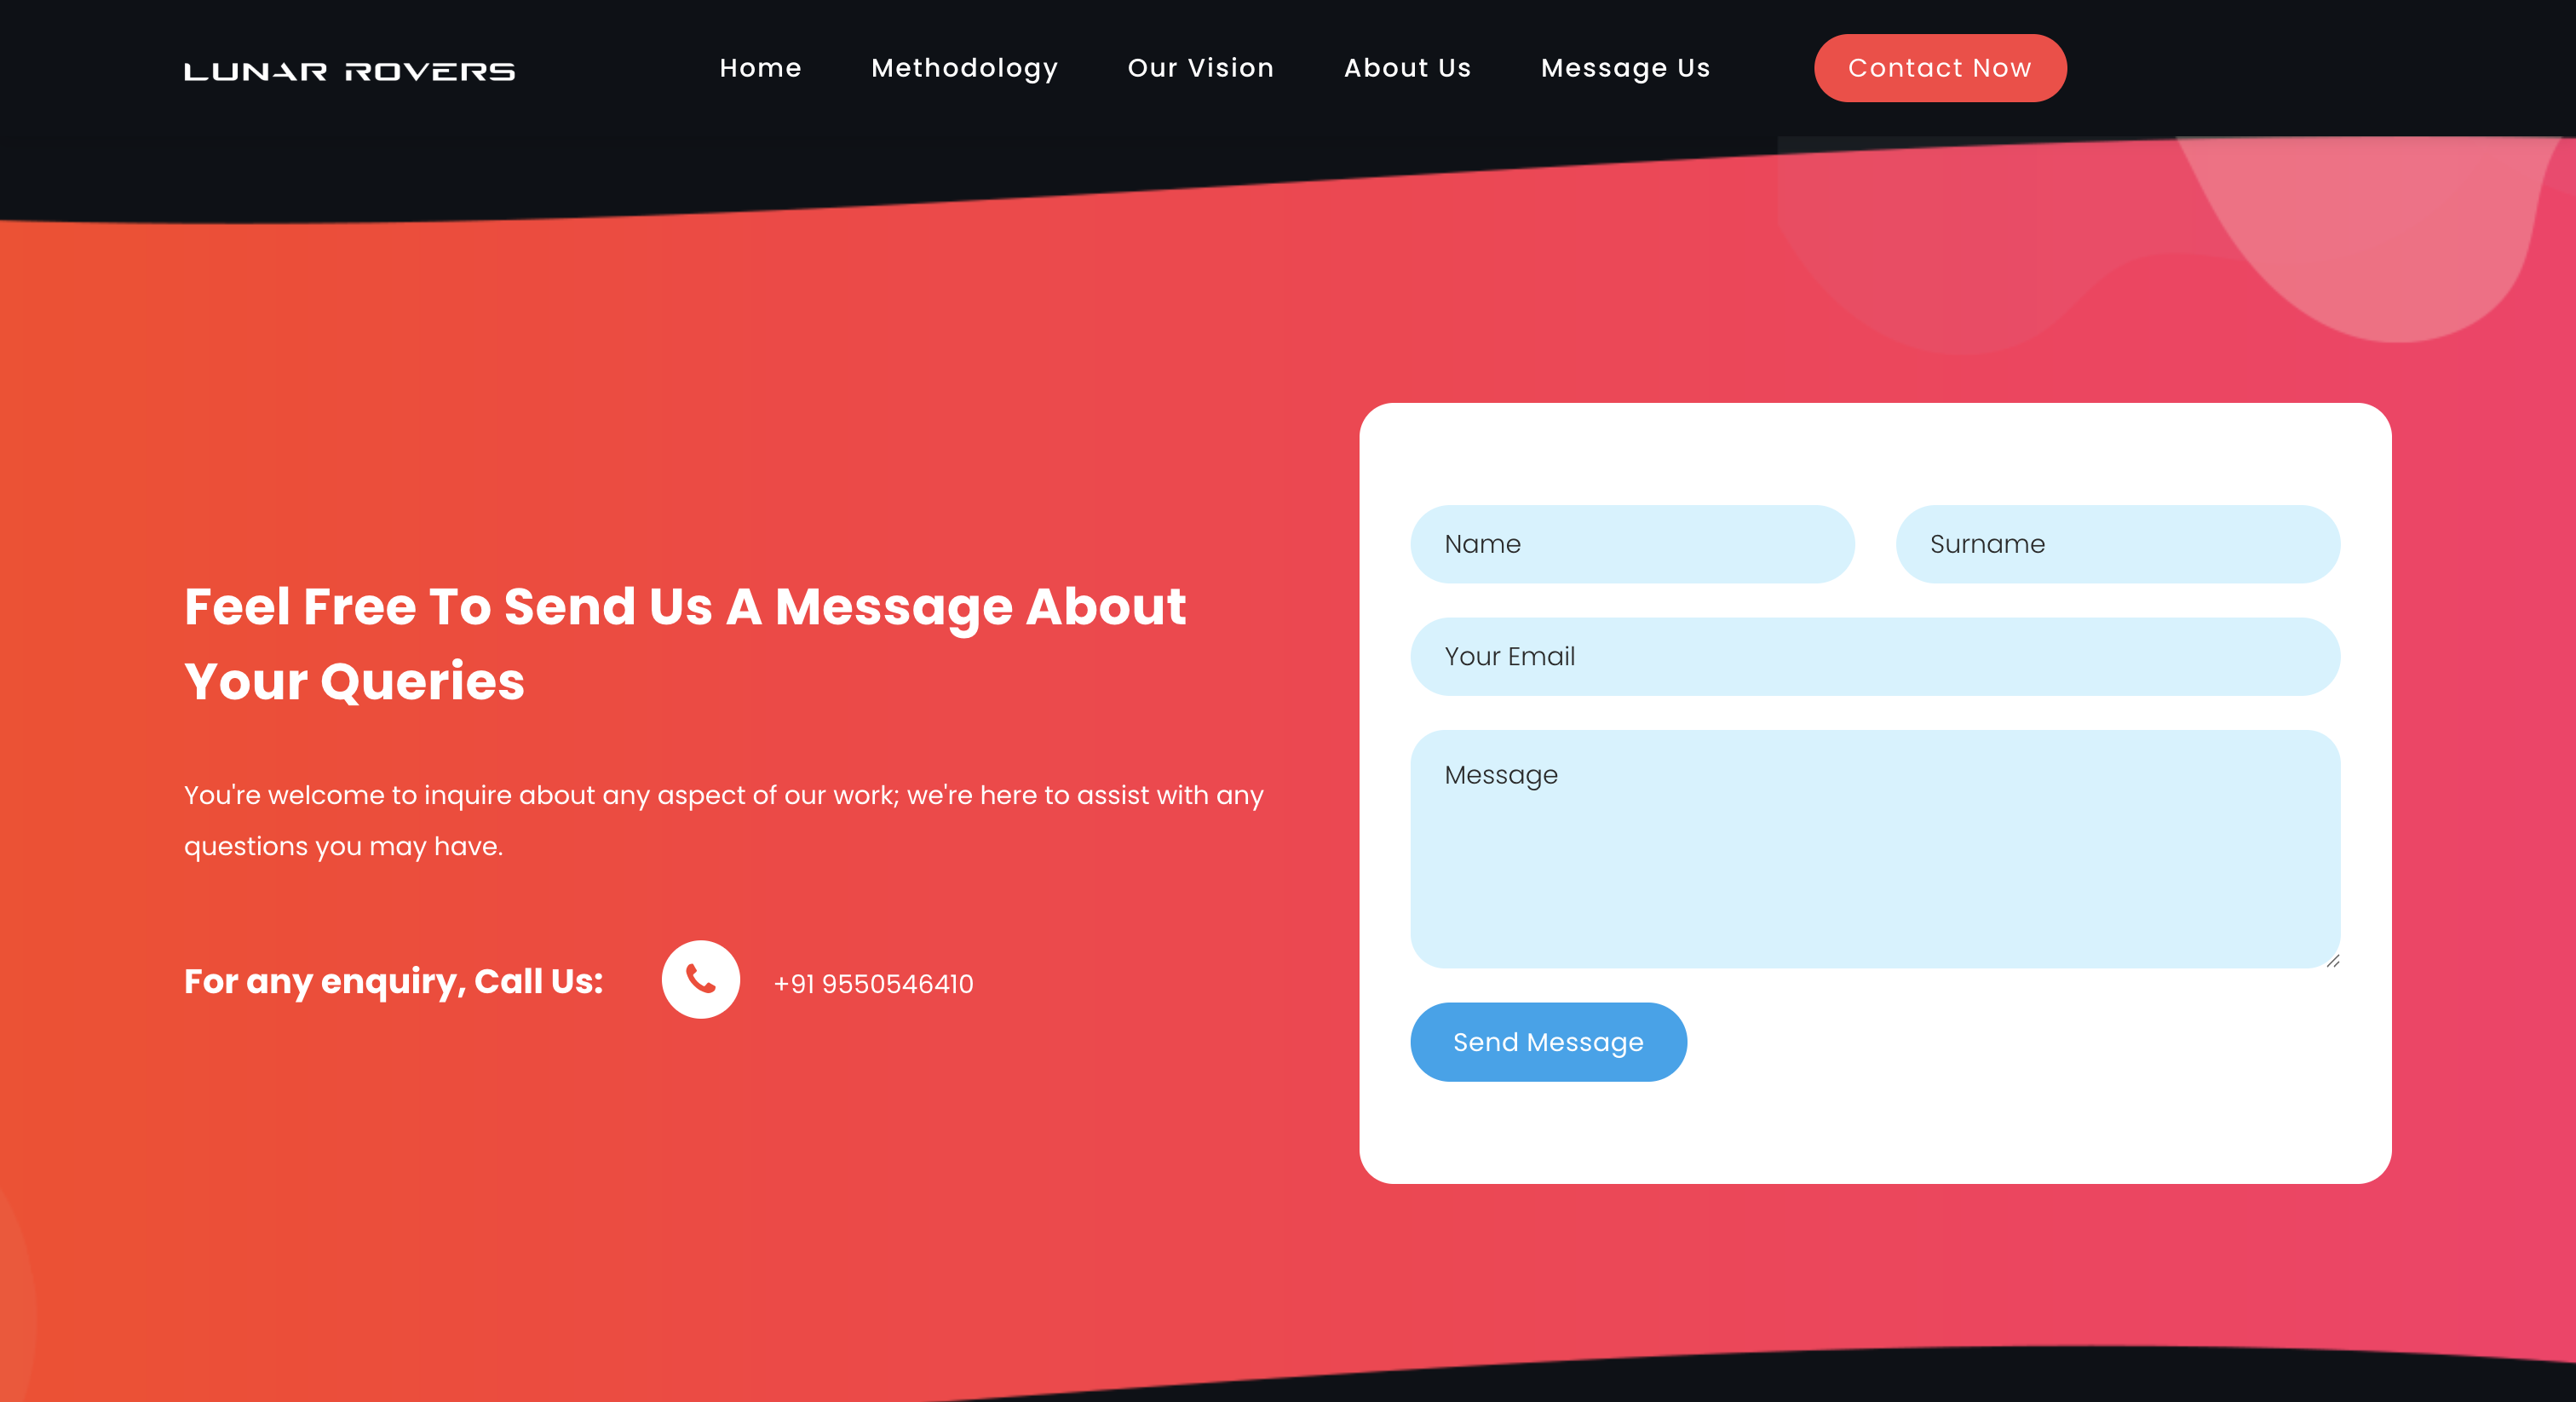 LUNAR ROVERS
Home
Methodology
Our Vision
About Us
Message Us
Contact Now
Feel Free To Send Us A Message About
Your Queries
You're welcome to inquire about any aspect of our work; we're here to assist with any
questions you may have.
For any enquiry, Call Us:
+91 9550546410
Name
Surname
Your Email
Message
Send Message